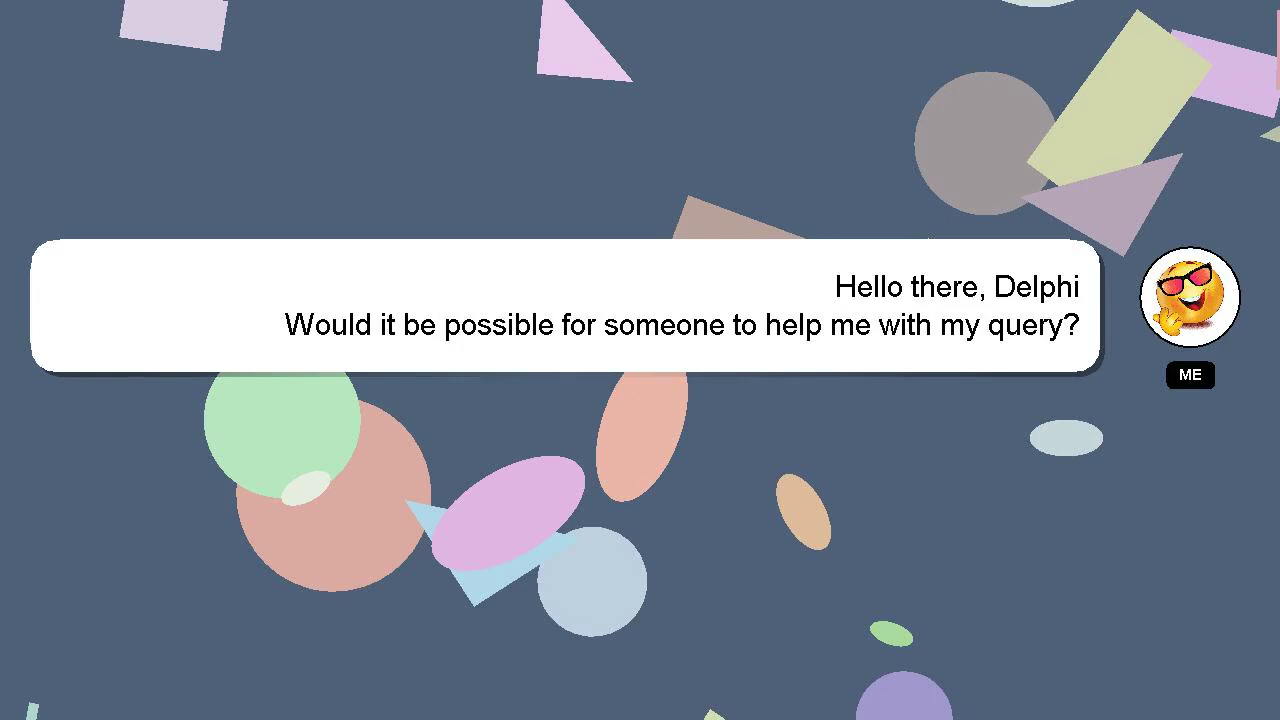 Hello there, Delphi
Would it be possible for someone to help me with my query?
ME